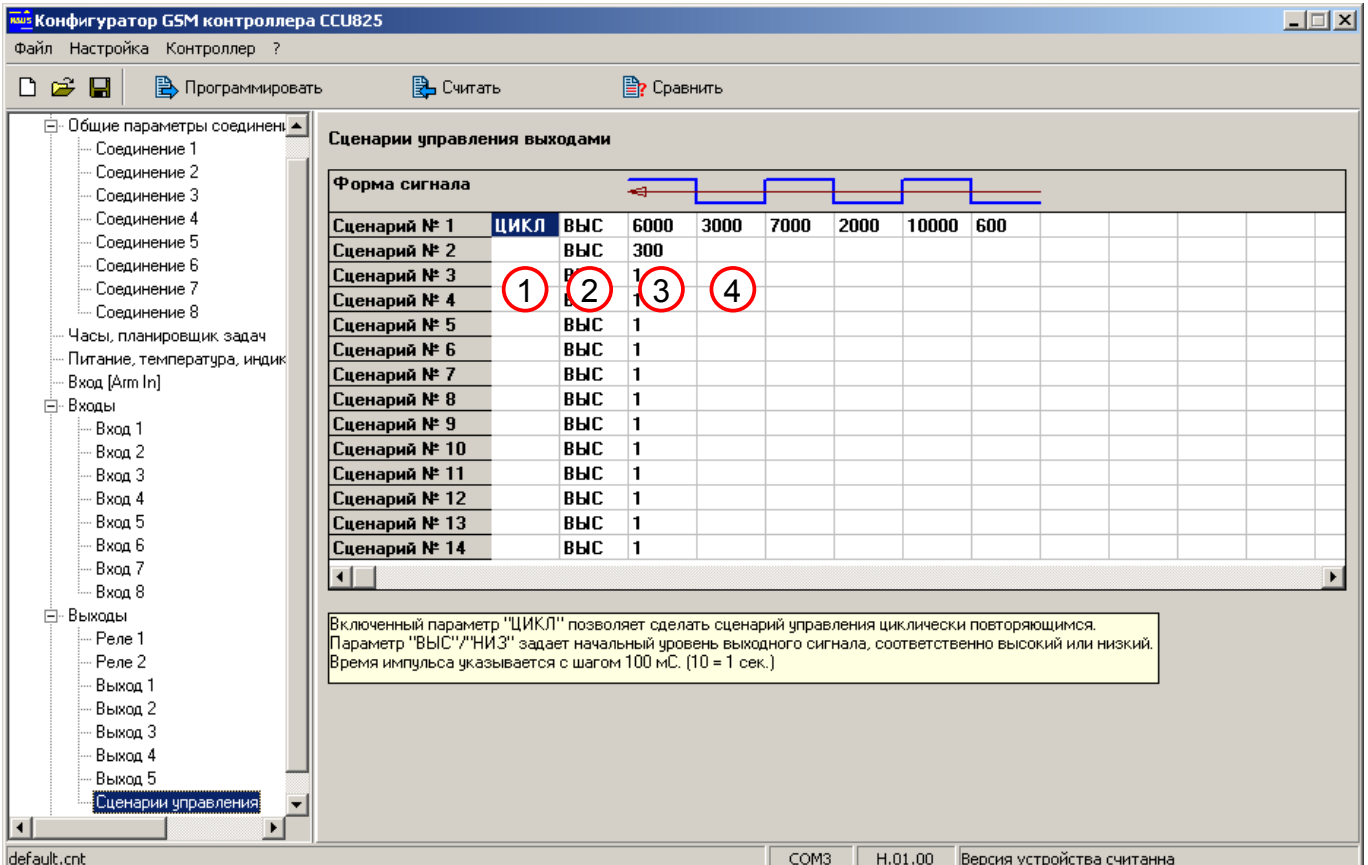 Конфигуратор GSM контроллера CCU825
Файл Настройка Контроллер ?
Программировать Считать Сравнить
Общие параметры соединени
Соединение 1
Соединение 2
Соединение 3
Соединение 4
Соединение 5
Соединение 6
Соединение 7
Соединение 8
Часы, планировщик задач
Питание, температура, индик
Вход [Arm In]
Входы
Вход 1
Вход 2
Вход 3
Вход 4
Вход 5
Вход 6
Вход 7
Вход 8
Выходы
Реле 1
Реле 2
Выход 1
Выход 2
Выход 3
Выход 4
Выход 5
Сценарии управления
Сценарии управления выходами
Форма сигнала
Сценарий № 1 ЦИКЛ ВЫС 6000 3000 7000 2000 10000 600
Сценарий № 2 ВЫС 300
Сценарий № 3 1
Сценарий № 4 1
1 2 3 4
Сценарий № 5 ВЫС 1
Сценарий № 6 ВЫС 1
Сценарий № 7 ВЫС 1
Сценарий № 8 ВЫС 1
Сценарий № 9 ВЫС 1
Сценарий № 10 ВЫС 1
Сценарий № 11 ВЫС 1
Сценарий № 12 ВЫС 1
Сценарий № 13 ВЫС 1
Сценарий № 14 ВЫС 1
Включенный параметр "ЦИКЛ" позволяет сделать сценарий управления циклически повторяющимся.
Параметр "ВЫС"/"НИЗ" задает начальный уровень выходного сигнала, соответственно высокий или низкий.
Время импульса указывается с шагом 100 мС. (10 = 1 сек.)
default.cnt COM3 H.01.00 Версия устройства считанна